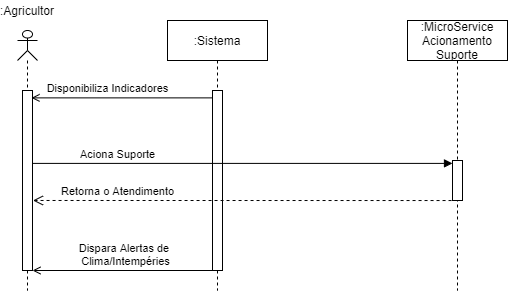 :Agricultor
:Sistema
:MicroService
Acionamento
Suporte
Disponibiliza Indicadores
Aciona Suporte
Retorna o Atendimento
Dispara Alertas de
Clima/Intempéries